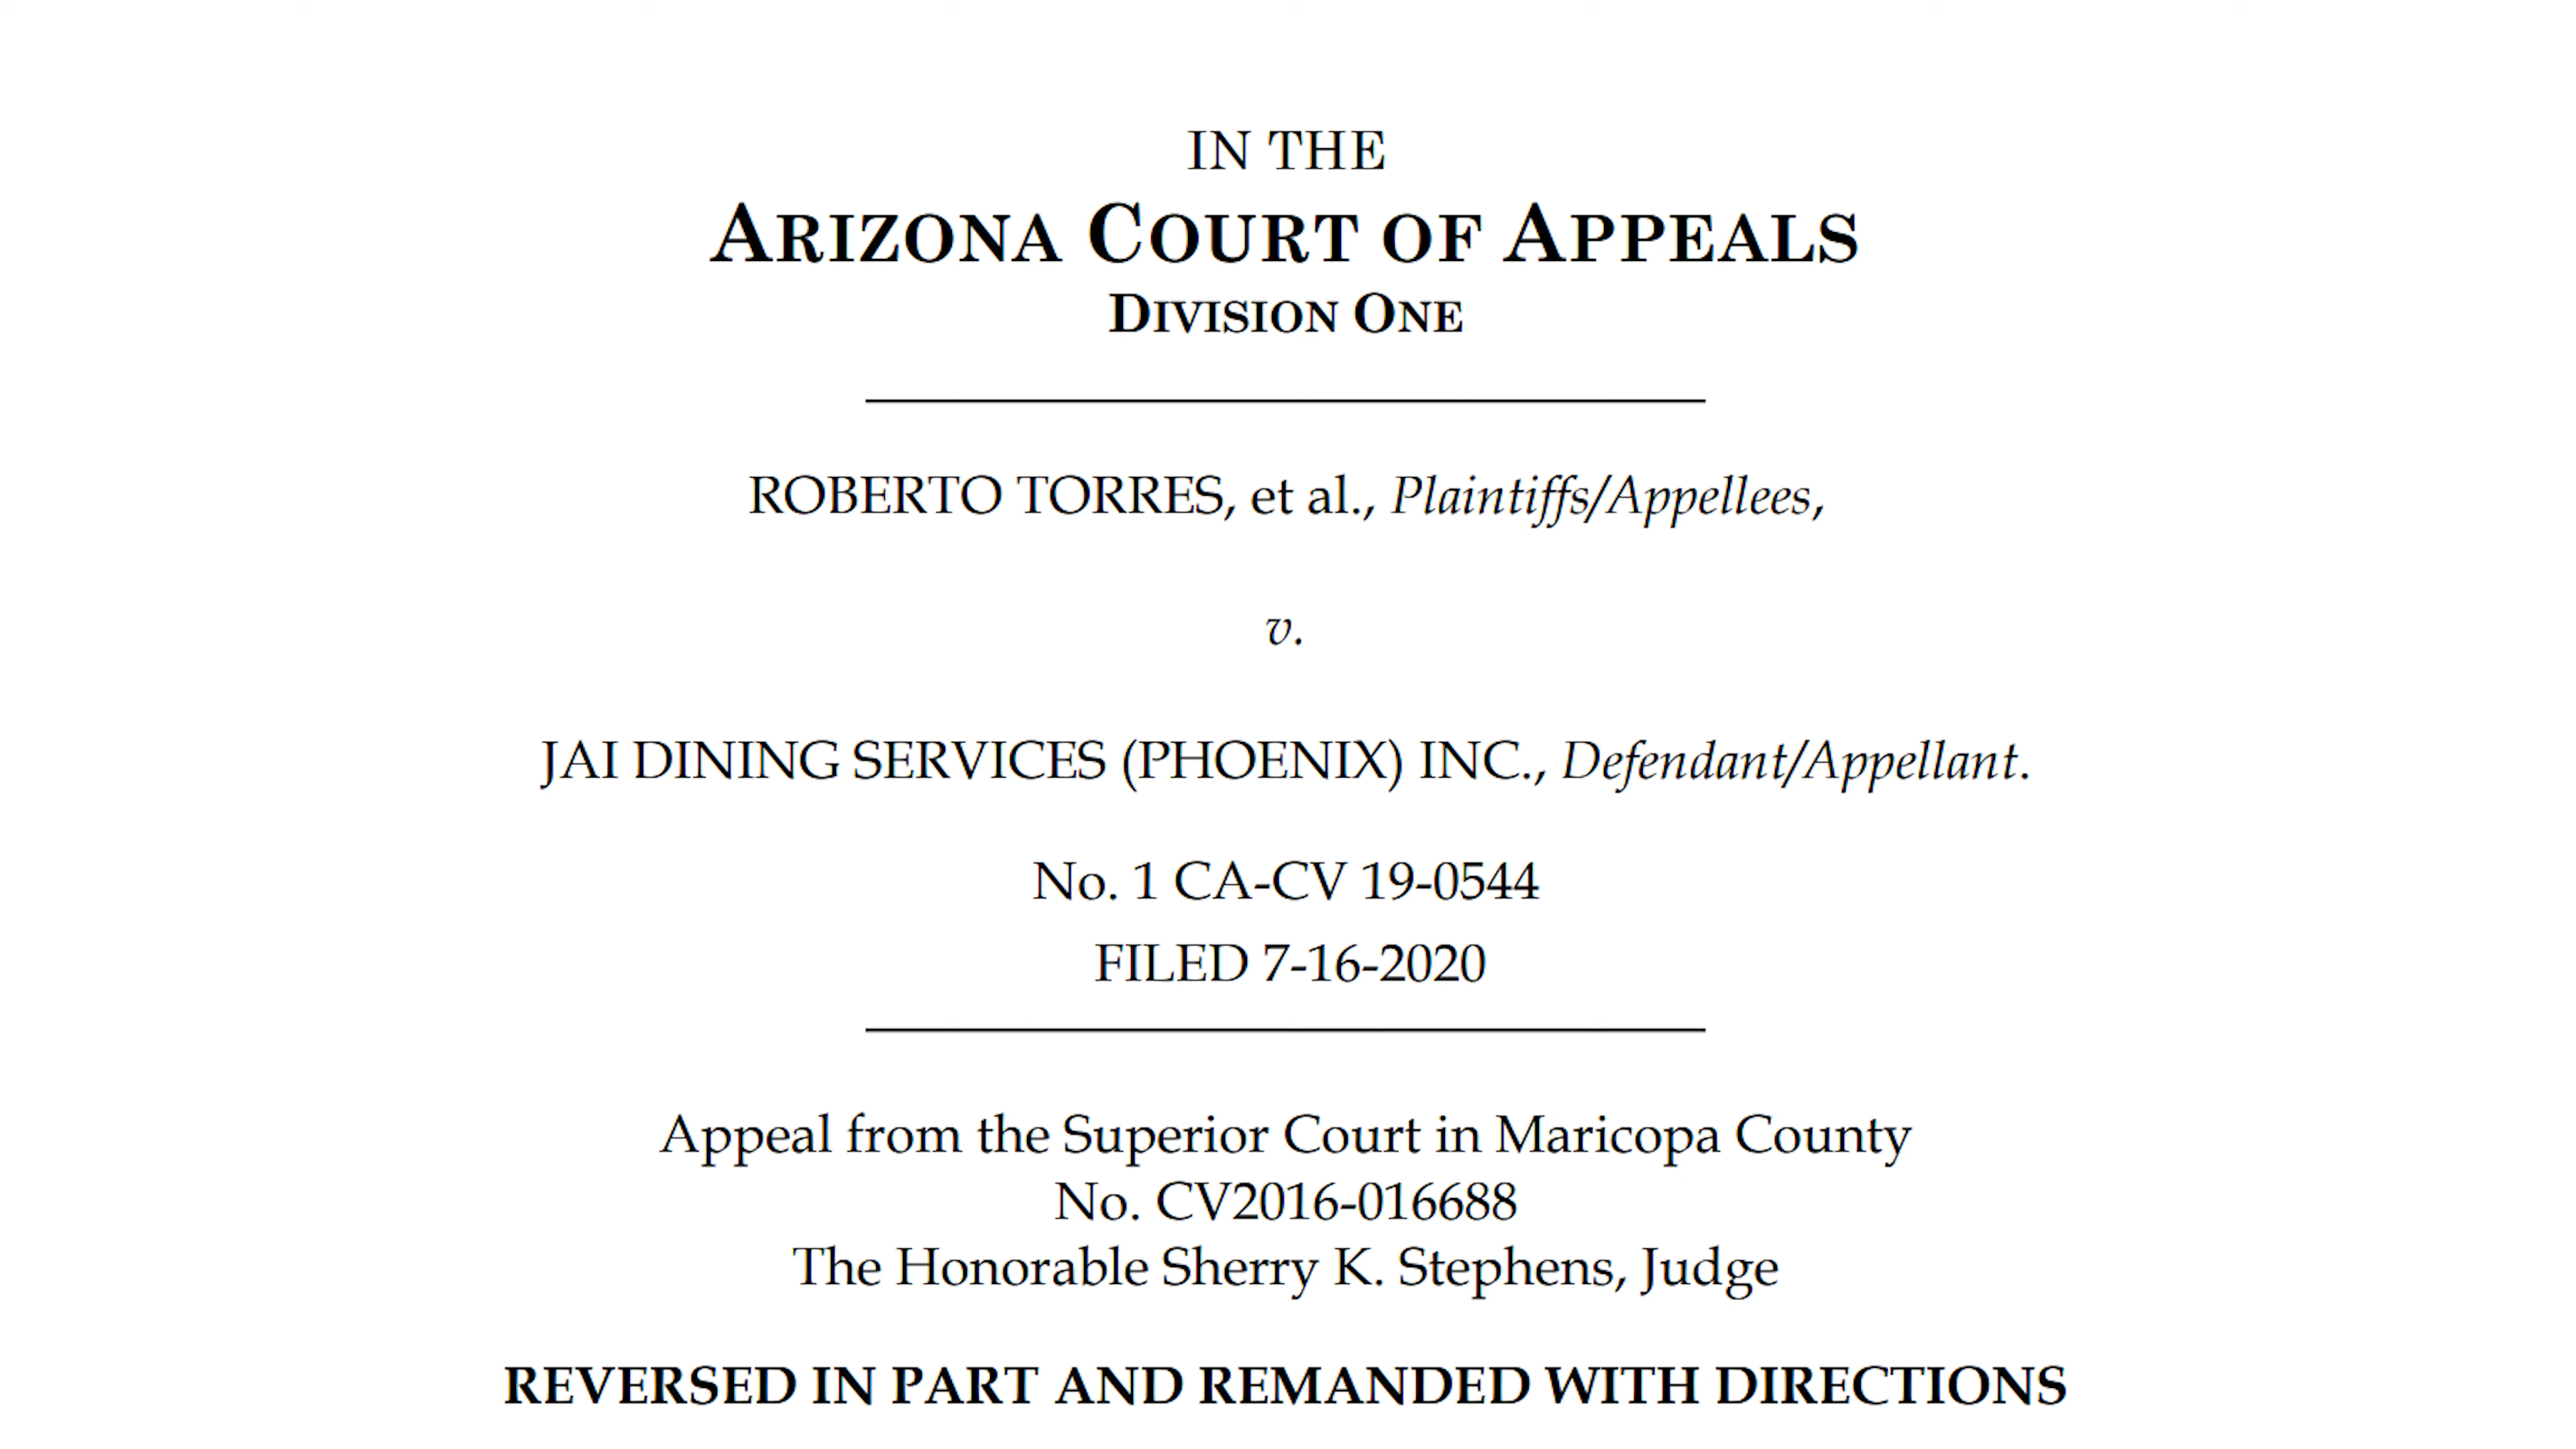 IN THE
ARIZONA COURT OF APPEALS
DIVISION ONE
ROBERTO TORRES, et al., Plaintiffs/Appellees,
v.
JAI DINING SERVICES (PHOENIX) INC., Defendant/Appellant.
No. 1 CA-CV 19-0544
FILED 7-16-2020
Appeal from the Superior Court in Maricopa County
No. CV2016-016688
The Honorable Sherry K. Stephens, Judge
REVERSED IN PART AND REMANDED WITH DIRECTIONS